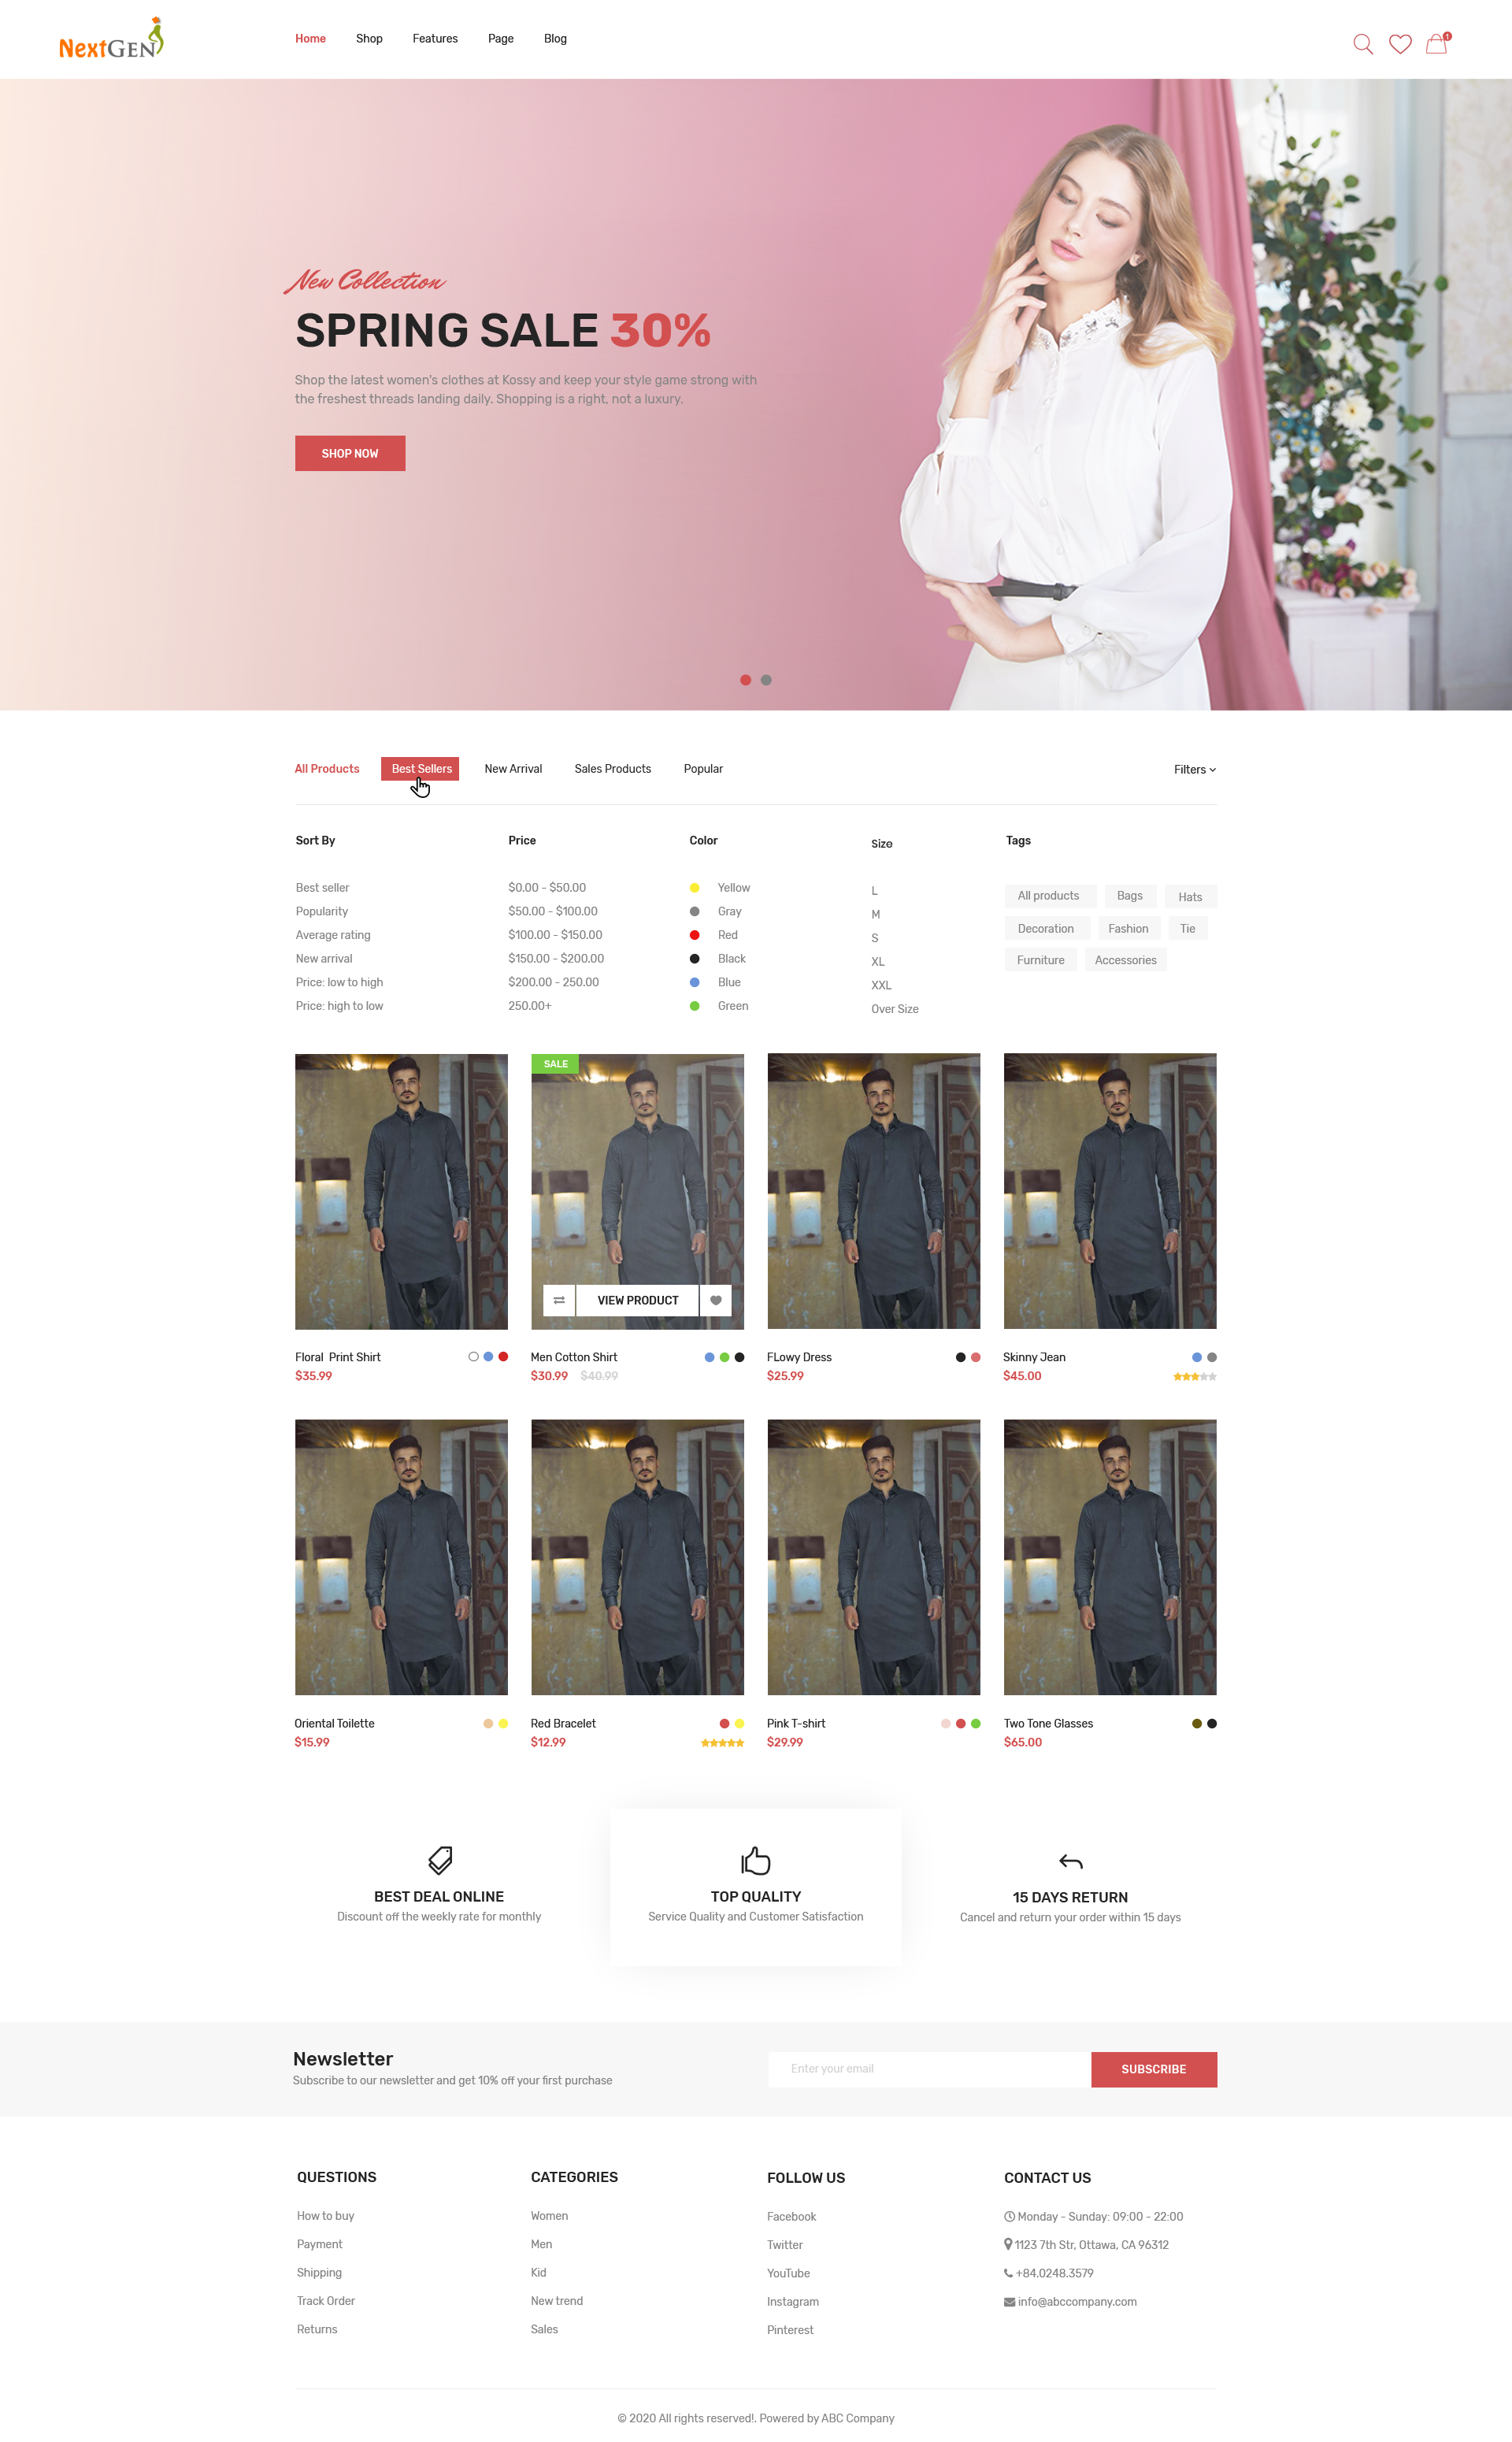 NextGEN
Home Shop Features Page Blog
1
New Collection
SPRING SALE 30%
Shop the latest women's clothes at Kossy and keep your style game strong with
the freshest threads landing daily. Shopping is a right, not a luxury.
SHOP NOW
All Products Best Sellers New Arrival Sales Products Popular Filters
Sort By
Best seller
Popularity
Average rating
New arrival
Price: low to high
Price: high to low
Price
$0.00 - $50.00
$50.00 - $100.00
$100.00 - $150.00
$150.00 - $200.00
$200.00 - 250.00
250.00+
Color
Yellow
Gray
Red
Black
Blue
Green
Size
L
M
S
XL
XXL
Over Size
Tags
All products Bags Hats
Decoration Fashion Tie
Furniture Accessories
SALE
VIEW PRODUCT
Floral Print Shirt
$35.99
Men Cotton Shirt
$30.99 $40.99
FLowy Dress
$25.99
Skinny Jean
$45.00
Oriental Toilette
$15.99
Red Bracelet
$12.99
Pink T-shirt
$29.99
Two Tone Glasses
$65.00
BEST DEAL ONLINE
Discount off the weekly rate for monthly
TOP QUALITY
Service Quality and Customer Satisfaction
15 DAYS RETURN
Cancel and return your order within 15 days
Newsletter
Subscribe to our newsletter and get 10% off your first purchase
Enter your email
SUBSCRIBE
QUESTIONS
How to buy
Payment
Shipping
Track Order
Returns
CATEGORIES
Women
Men
Kid
New trend
Sales
FOLLOW US
Facebook
Twitter
YouTube
Instagram
Pinterest
CONTACT US
Monday - Sunday: 09:00 - 22:00
1123 7th Str, Ottawa, CA 96312
+84.0248.3579
info@abccompany.com
© 2020 All rights reserved!. Powered by ABC Company